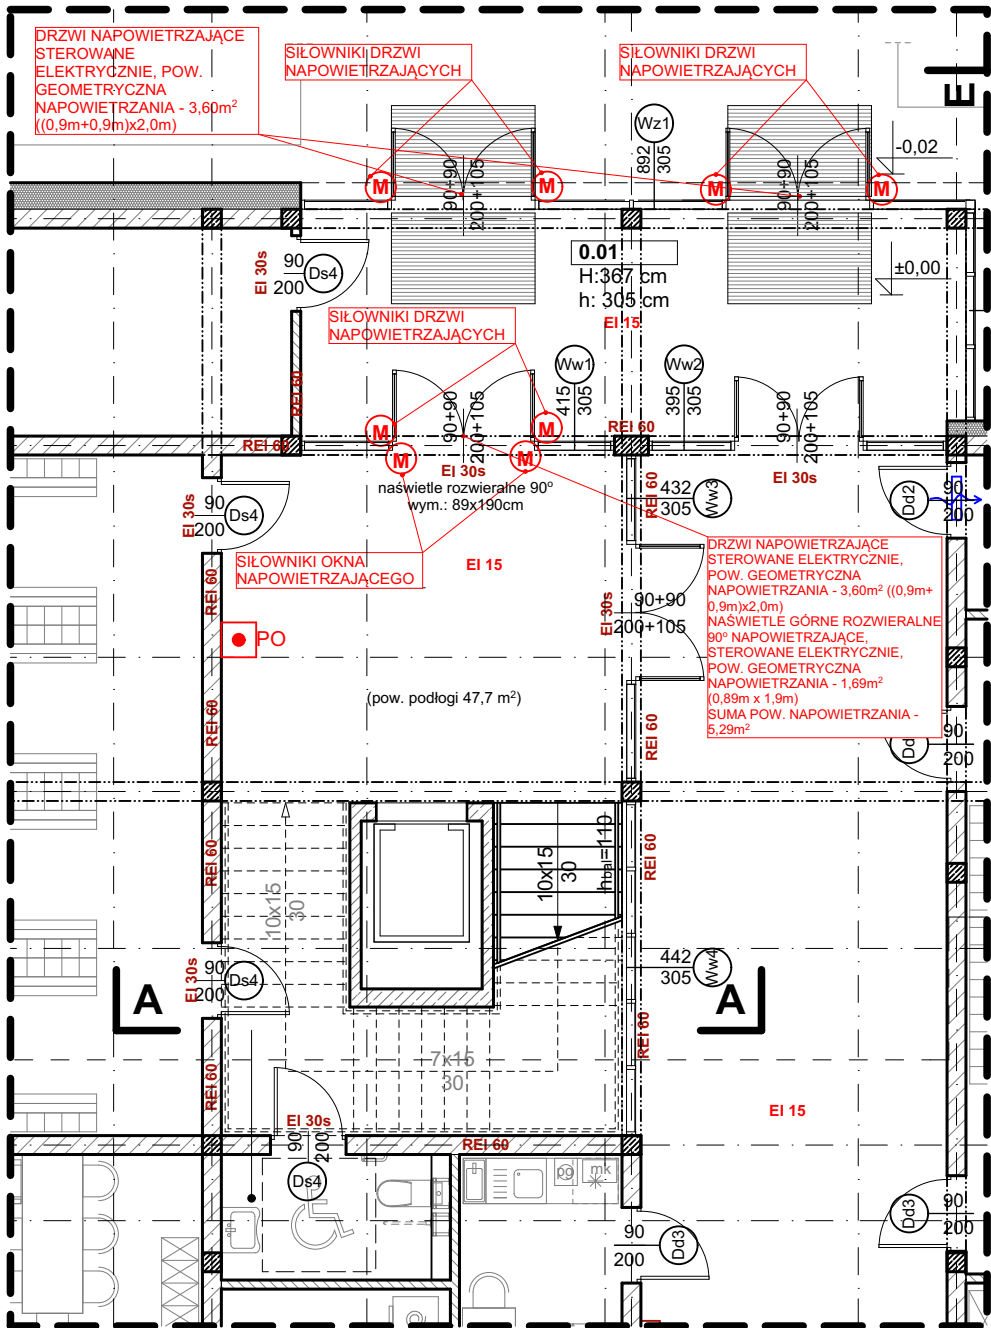 DRZWI NAPOWIETRZAJĄCE
STEROWANE
ELEKTRYCZNIE, POW.
GEOMETRYCZNA
NAPOWIETRZANIA - 3,60m²
((0,9m+0,9m)x2,0m)
SIŁOWNIKI DRZWI
NAPOWIETRZAJĄCYCH
SIŁOWNIKI DRZWI
NAPOWIETRZAJĄCYCH
E
Wz1
892
305
-0,02
M
M
M
M
90+90
200+105
90+90
200+105
0.01
H:367 cm
h: 305 cm
EI 15
±0,00
EI 30s
90
200
Ds4
SIŁOWNIKI DRZWI
NAPOWIETRZAJĄCYCH
REI 60
Ww1
415
305
Ww2
395
305
90+90
200+105
90+90
200+105
M
M
M
M
REI 60
REI 60
EI 30s
EI 30s
naświetle rozwieralne 90°
wym.: 89x190cm
EI 30s
90
200
Ds4
REI 60
432
305
Ww3
Dd2
90
200
SIŁOWNIKI OKNA
NAPOWIETRZAJĄCEGO
EI 15
DRZWI NAPOWIETRZAJĄCE
STEROWANE ELEKTRYCZNIE,
POW. GEOMETRYCZNA
NAPOWIETRZANIA - 3,60m² ((0,9m+
0,9m)x2,0m)
NAŚWIETLE GÓRNE ROZWIERALNE
90° NAPOWIETRZAJĄCE,
STEROWANE ELEKTRYCZNIE,
POW. GEOMETRYCZNA
NAPOWIETRZANIA - 1,69m²
(0,89m x 1,9m)
SUMA POW. NAPOWIETRZANIA -
5,29m²
REI 60
EI 30s
90+90
200+105
PO
(pow. podłogi 47,7 m²)
REI 60
REI 60
90
200
REI 60
REI 60
10x15
30
10x15
30
hbal=110
EI 30s
90
200
Ds4
442
305
Ww4
A
A
REI 60
REI 60
7x15
30
EI 15
EI 30s
90
200
Ds4
REI 60
pg
mk
90
200
Dd3
Dd3
90
200